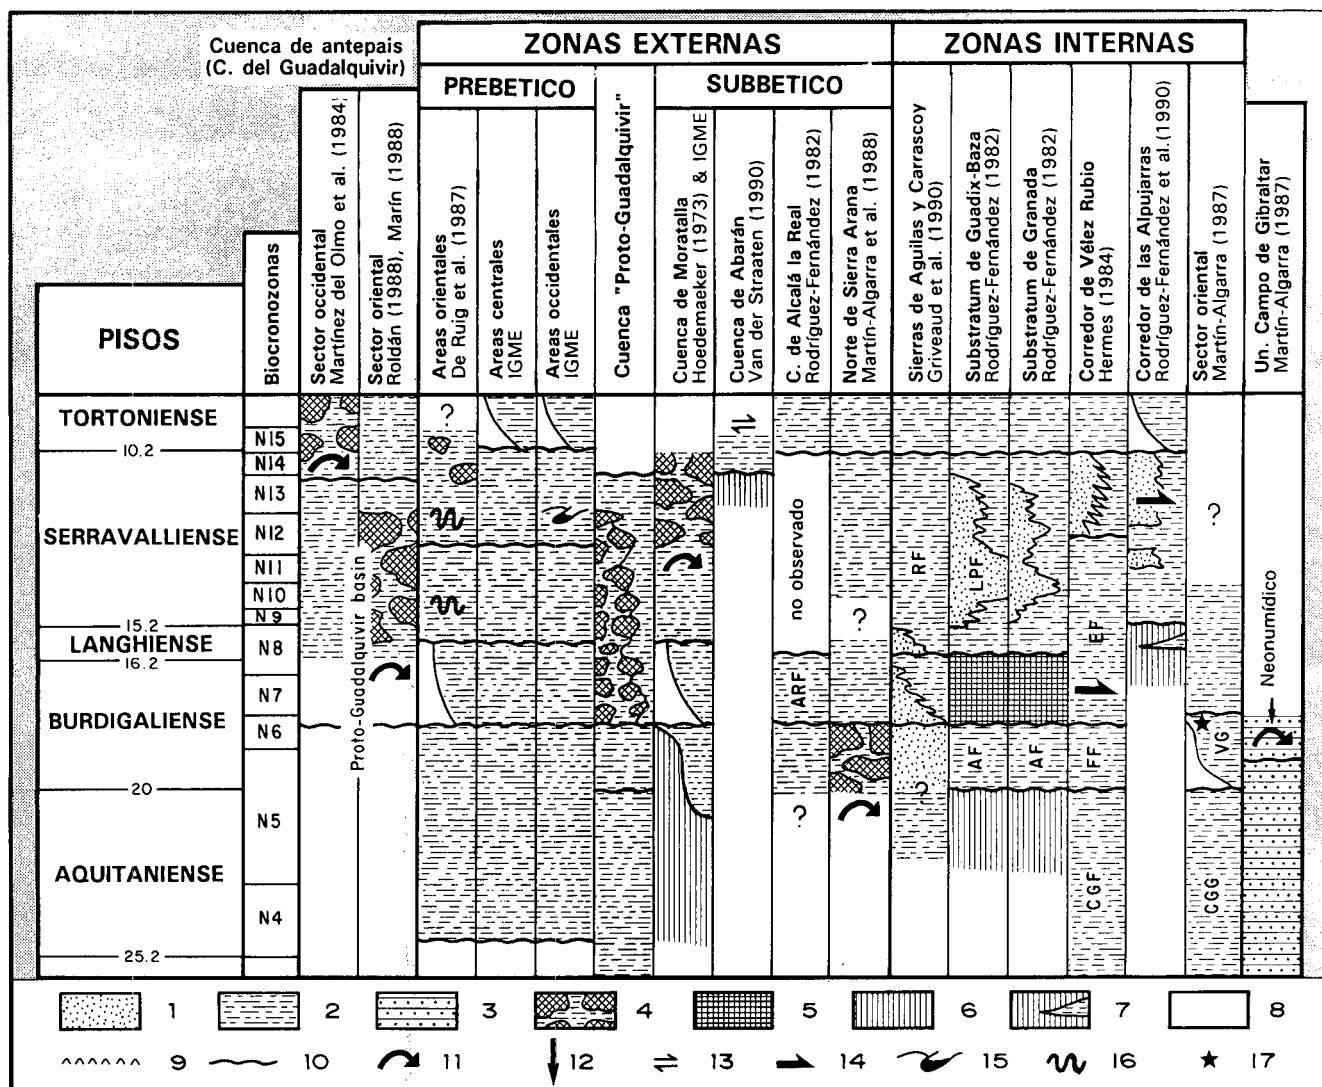 Cuenca de antepais
(C. del Guadalquivir)
ZONAS EXTERNAS
ZONAS INTERNAS
PREBETICO
SUBBETICO
PISOS
Biocronozonas
Sector occidental
Martínez del Olmo et al. (1984)
Sector oriental
Roldán (1988), Marín (1988)
Areas orientales
De Ruig et al. (1987)
Areas centrales
IGME
Areas occidentales
IGME
Cuenca "Proto-Guadalquivir"
Cuenca de Moratalla
Hoedemaeker (1973) & IGME
Cuenca de Abarán
Van der Straaten (1990)
C. de Alcalá la Real
Rodríguez-Fernández (1982)
Norte de Sierra Arana
Martín-Algarra et al. (1988)
Sierras de Aguilas y Carrascoy
Griveaud et al. (1990)
Substratum de Guadix-Baza
Rodríguez-Fernández (1982)
Substratum de Granada
Rodríguez-Fernández (1982)
Corredor de Vélez Rubio
Hermes (1984)
Corredor de las Alpujarras
Rodríguez-Fernández et al. (1990)
Sector oriental
Martín-Algarra (1987)
Un. Campo de Gibraltar
Martín-Algarra (1987)
TORTONIENSE
10.2
SERRAVALLIENSE
15.2
LANGHIENSE
16.2
BURDIGALIENSE
20
AQUITANIENSE
25.2
N15
N14
N13
N12
N11
N10
N9
N8
N7
N6
N5
N4
Proto-Guadalquivir basin
?
no observado
ARF
?
?
RF
?
LPF
AF
AF
EF
FF
CGF
?
VG
CGG
Neonumídico
1 2 3 4 5 6 7 8
9 10 11 12 13 14 15 16 17